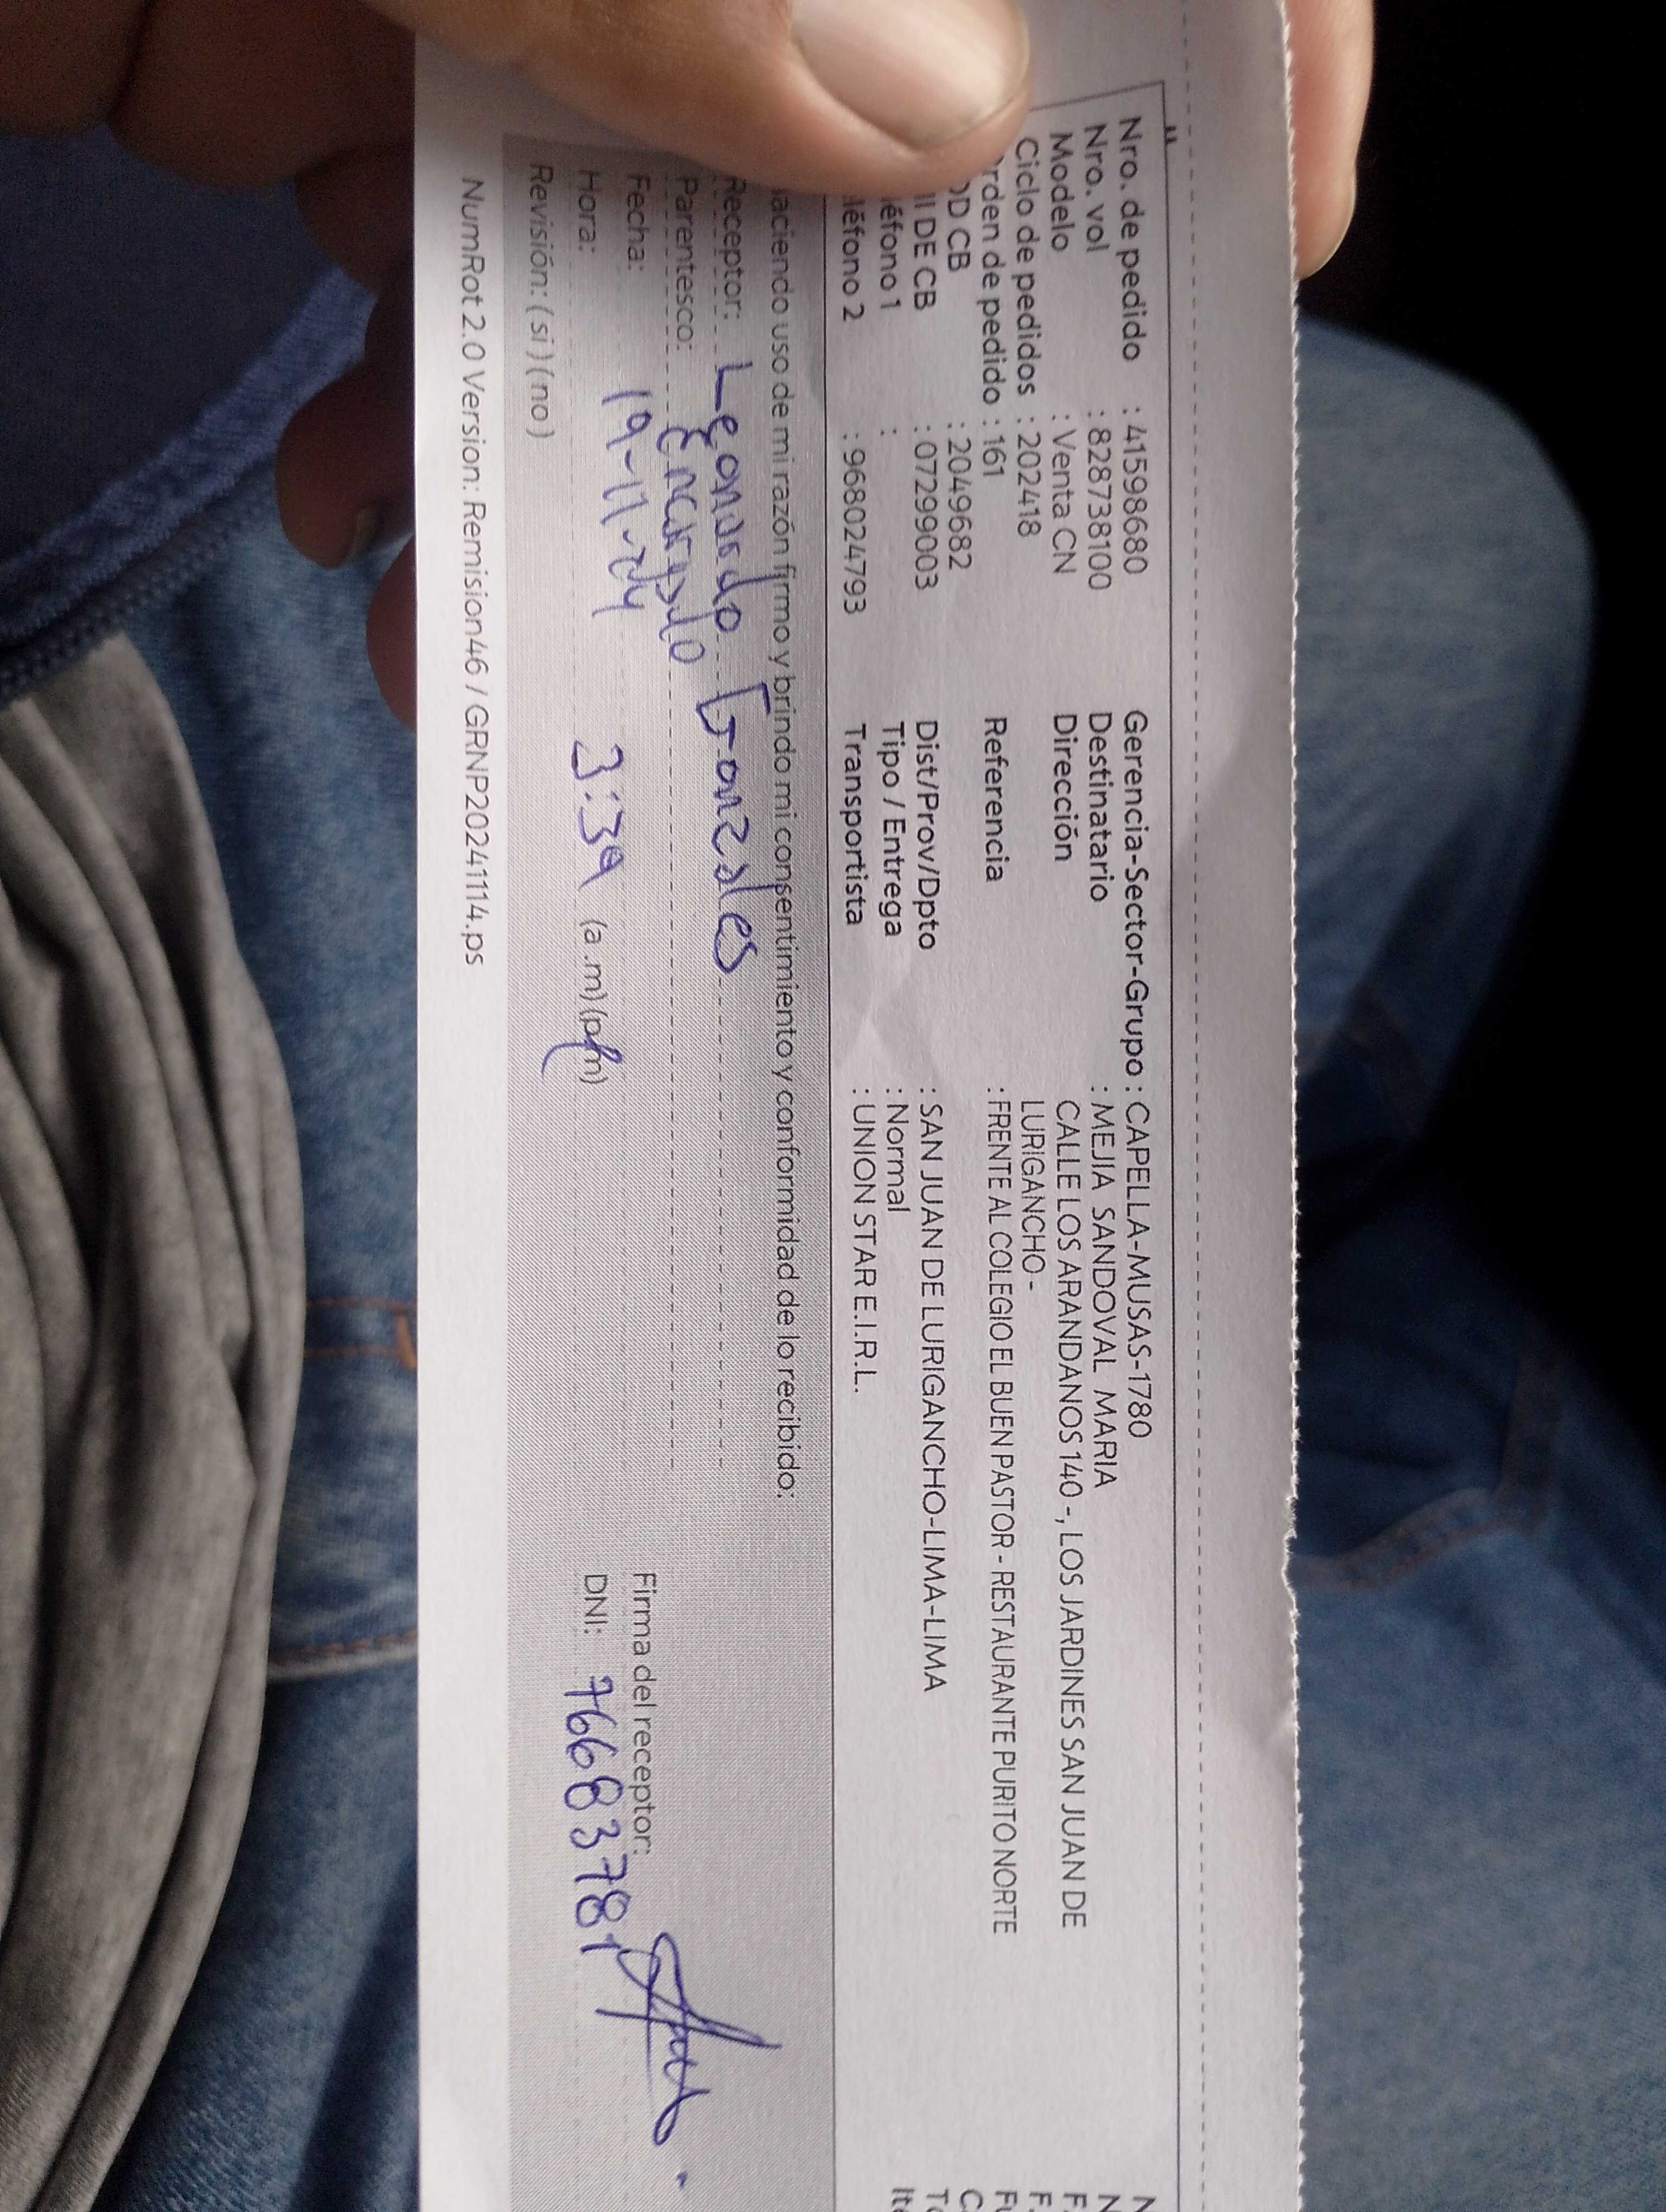 Nro. de pedido : 41598680
Nro. vol : 828738100
Modelo : Venta CN
Ciclo de pedidos : 202418
rden de pedido : 161
OD CB : 2049682
II DE CB : 07299003
léfono 1 :
léfono 2 : 968024793
Gerencia-Sector-Grupo : CAPELLA-MUSAS-1780
Destinatario : MEJIA SANDOVAL MARIA
Dirección CALLE LOS ARANDANOS 140 -, LOS JARDINES SAN JUAN DE
LURIGANCHO -
Referencia : FRENTE AL COLEGIO EL BUEN PASTOR - RESTAURANTE PURITO NORTE
Dist/Prov/Dpto : SAN JUAN DE LURIGANCHO-LIMA-LIMA
Tipo / Entrega : Normal
Transportista : UNION STAR E.I.R.L.
aciendo uso de mi razón firmo y brindo mi consentimiento y conformidad de lo recibido:
Receptor: Leonardo Gonzales
Parentesco: Encargado
Fecha: 19-11-24
Hora: 3:39 (a.m) (p.m)
Revisión: ( si ) ( no )
Firma del receptor:
DNI: 76683781
NumRot 2.0 Version: Remision46 / GRNP20241114.ps